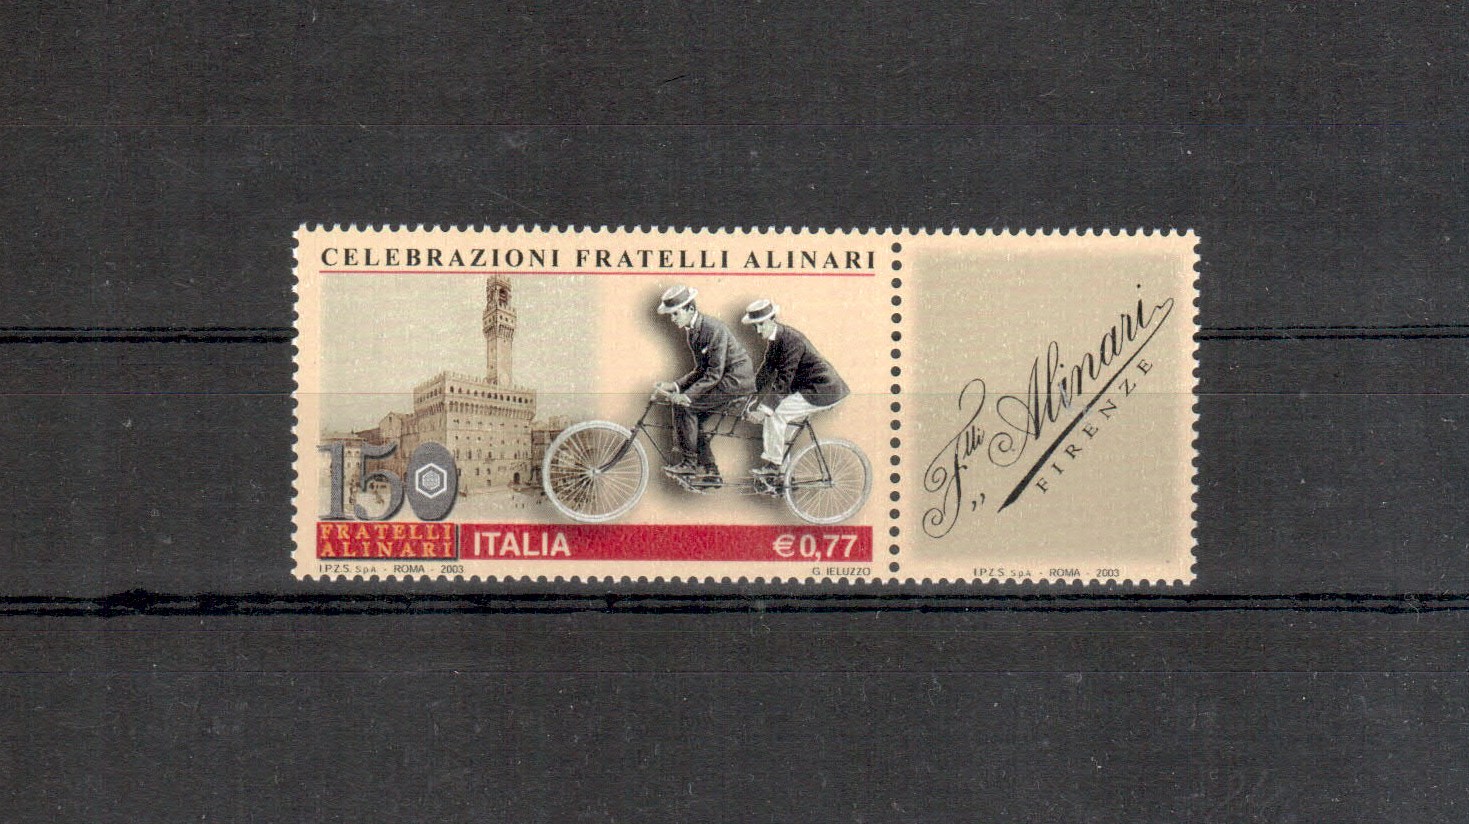 CELEBRAZIONI FRATELLI ALINARI
150
FRATELLI
ALINARI
ITALIA
€0,77
I.P.Z.S. S.p.A. - ROMA - 2003
G. IELUZZO
F.lli Alinari
FIRENZE
I.P.Z.S. S.p.A. - ROMA - 2003